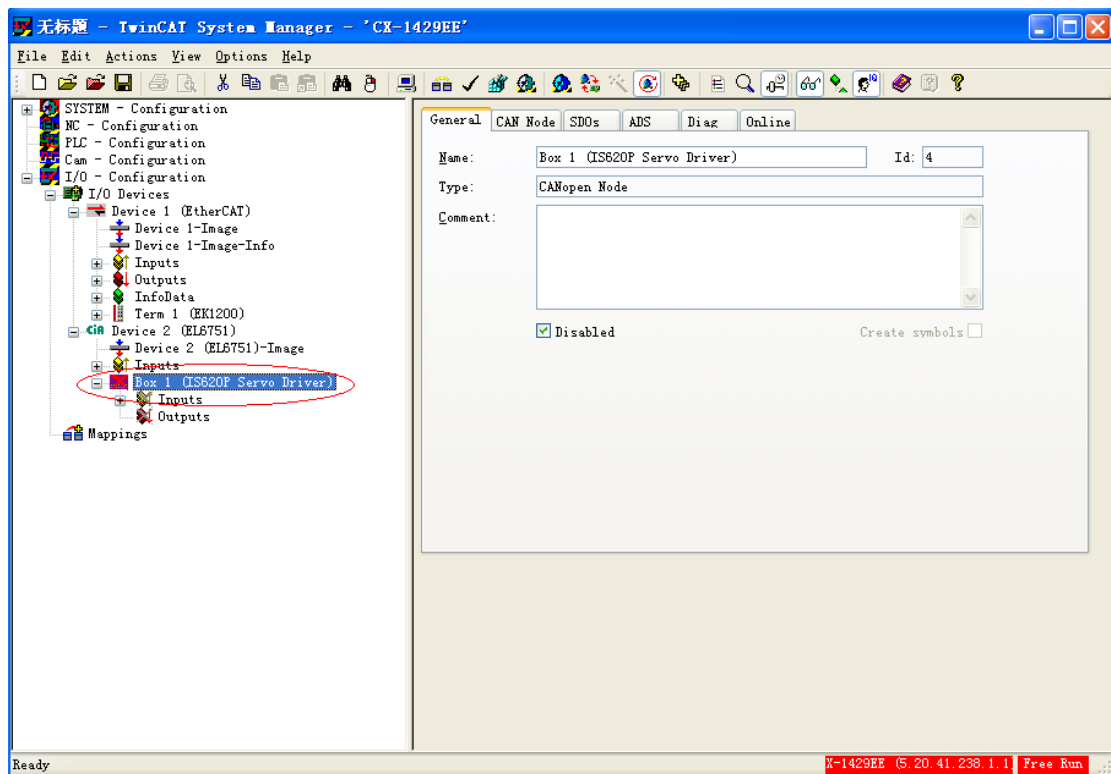 无标题 - TwinCAT System Manager - 'CX-1429EE'
File Edit Actions View Options Help
SYSTEM - Configuration
NC - Configuration
PLC - Configuration
Cam - Configuration
I/O - Configuration
I/O Devices
Device 1 (EtherCAT)
Device 1-Image
Device 1-Image-Info
Inputs
Outputs
InfoData
Term 1 (EK1200)
CiA Device 2 (EL6751)
Device 2 (EL6751)-Image
Inputs
Box 1 (IS620P Servo Driver)
Inputs
Outputs
Mappings
General CAN Node SDOs ADS Diag Online
Name: Box 1 (IS620P Servo Driver) Id: 4
Type: CANopen Node
Comment:
Disabled Create symbols
Ready X-1429EE (5.20.41.238.1.1) Free Run